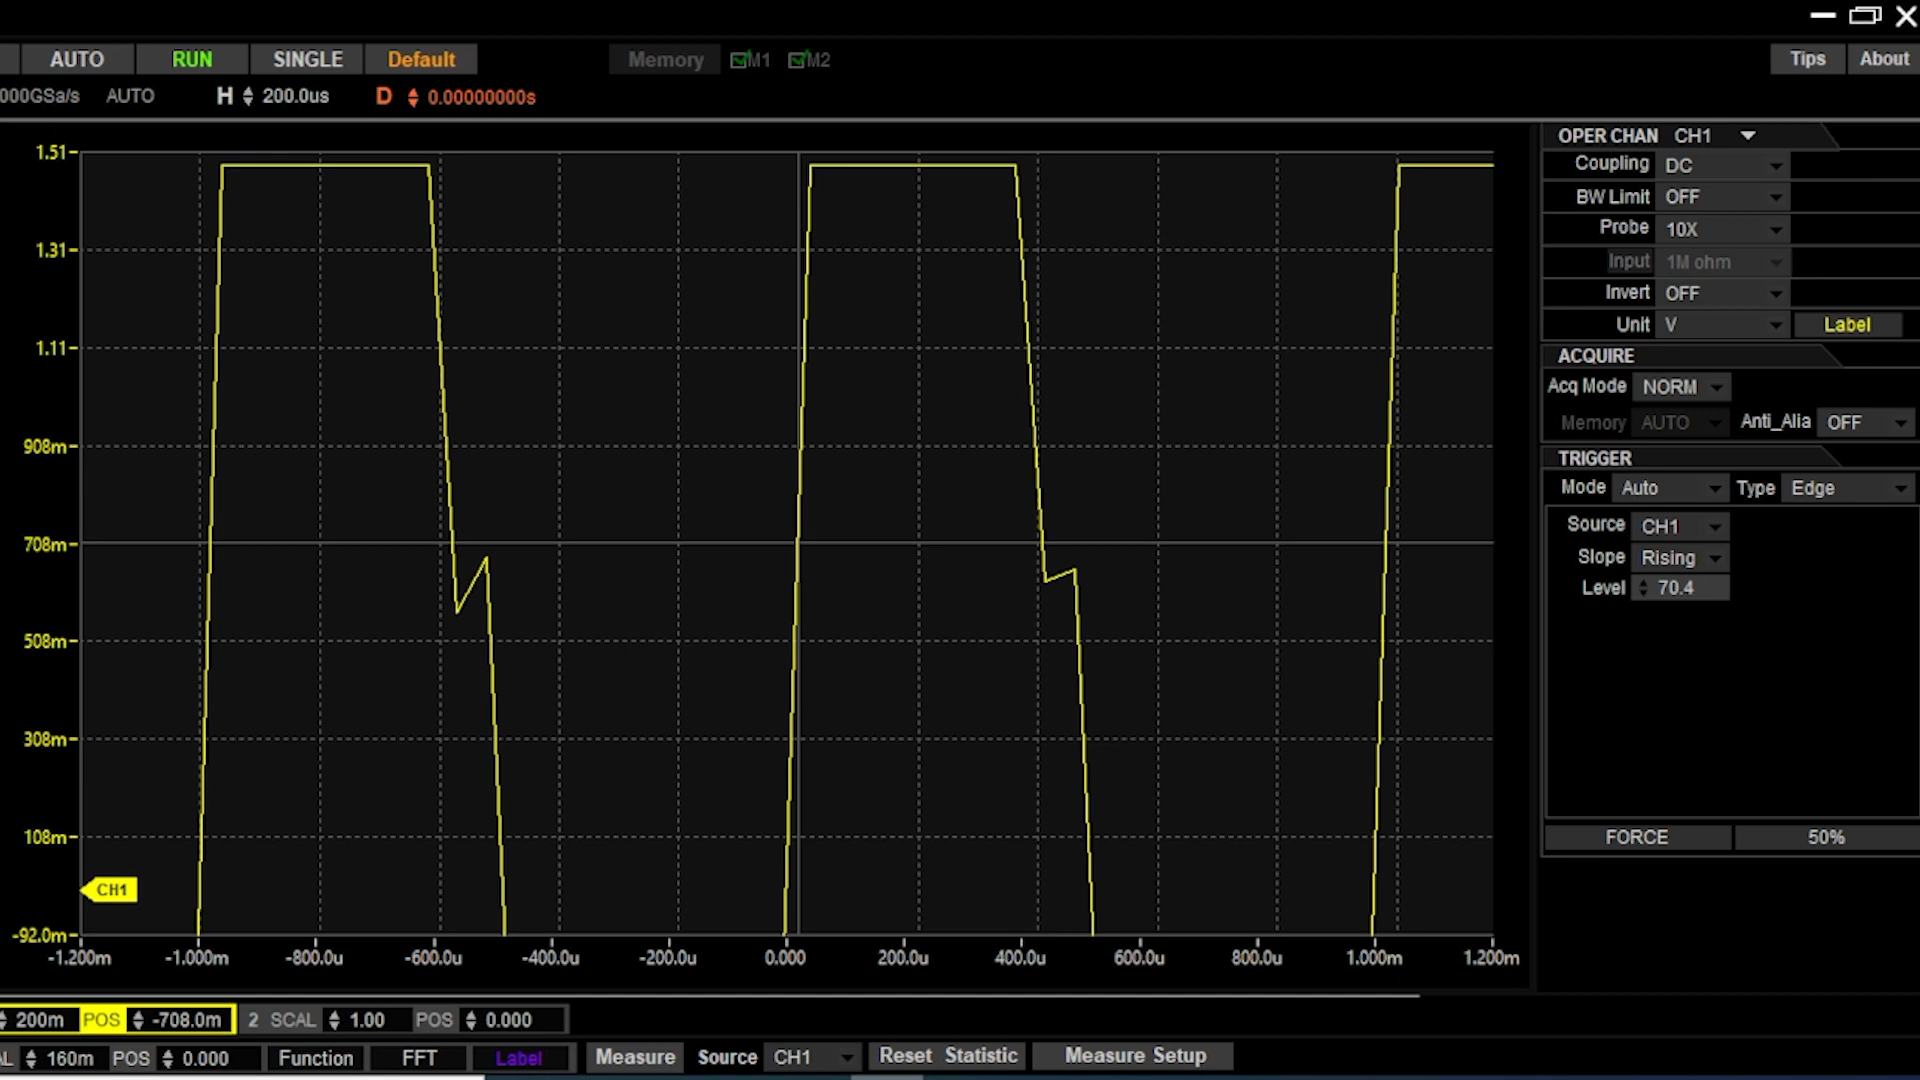 AUTO RUN SINGLE Default Memory M1 M2 Tips About
000GSa/s AUTO H 200.0us D 0.00000000s
OPER CHAN CH1
Coupling DC
BW Limit OFF
Probe 10X
Input 1M ohm
Invert OFF
Unit V Label
ACQUIRE
Acq Mode NORM
Memory AUTO Anti_Alia OFF
TRIGGER
Mode Auto Type Edge
Source CH1
Slope Rising
Level 70.4
FORCE 50%
1.51
1.31
1.11
908m
708m
508m
308m
108m
CH1
-92.0m
-1.200m -1.000m -800.0u -600.0u -400.0u -200.0u 0.000 200.0u 400.0u 600.0u 800.0u 1.000m 1.200m
200m POS -708.0m 2 SCAL 1.00 POS 0.000
AL 160m POS 0.000 Function FFT Label Measure Source CH1 Reset Statistic Measure Setup